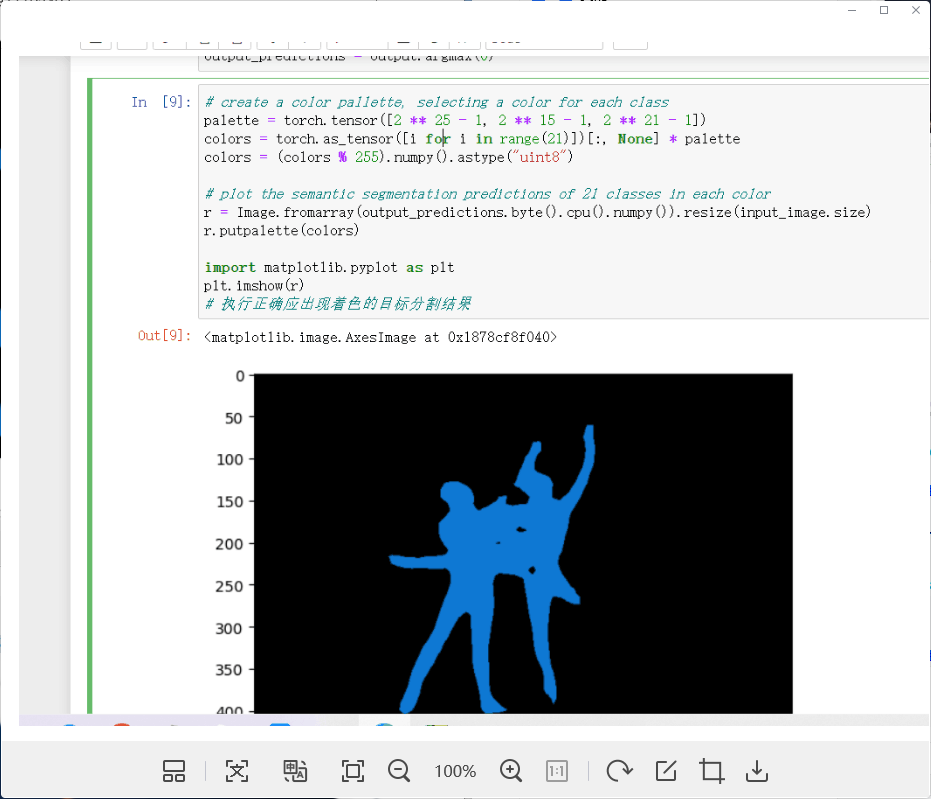 output_predictions = output.argmax(0)
In [9]:
# create a color pallette, selecting a color for each class
palette = torch.tensor([2 ** 25 - 1, 2 ** 15 - 1, 2 ** 21 - 1])
colors = torch.as_tensor([i for i in range(21)])[:, None] * palette
colors = (colors % 255).numpy().astype("uint8")
# plot the semantic segmentation predictions of 21 classes in each color
r = Image.fromarray(output_predictions.byte().cpu().numpy()).resize(input_image.size)
r.putpalette(colors)
import matplotlib.pyplot as plt
plt.imshow(r)
# 执行正确应出现着色的目标分割结果
Out[9]:
<matplotlib.image.AxesImage at 0x1878cf8f040>
0
50
100
150
200
250
300
350
400
100%
1:1